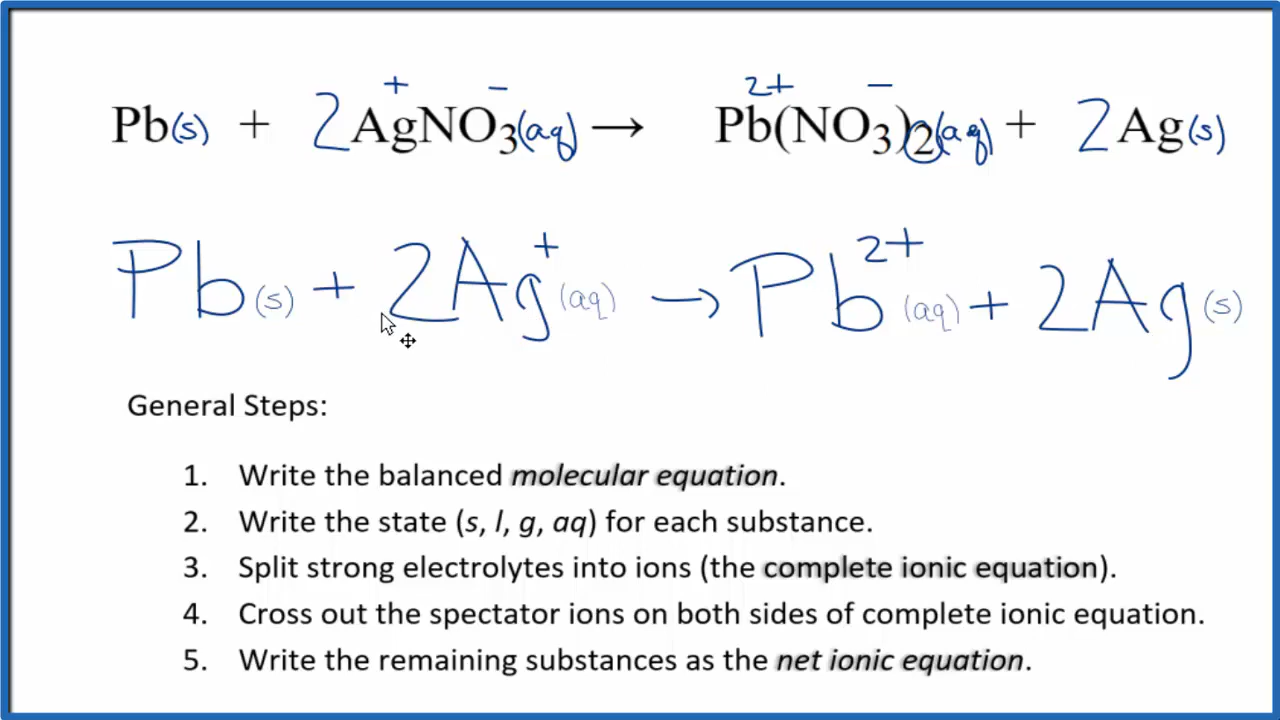 Pb(s) + 2Ag⁺NO₃⁻(aq) → Pb²⁺(NO₃⁻)₂(aq) + 2Ag(s)
Pb(s) + 2Ag⁺(aq) → Pb²⁺(aq) + 2Ag(s)
General Steps:
1. Write the balanced molecular equation.
2. Write the state (s, l, g, aq) for each substance.
3. Split strong electrolytes into ions (the complete ionic equation).
4. Cross out the spectator ions on both sides of complete ionic equation.
5. Write the remaining substances as the net ionic equation.